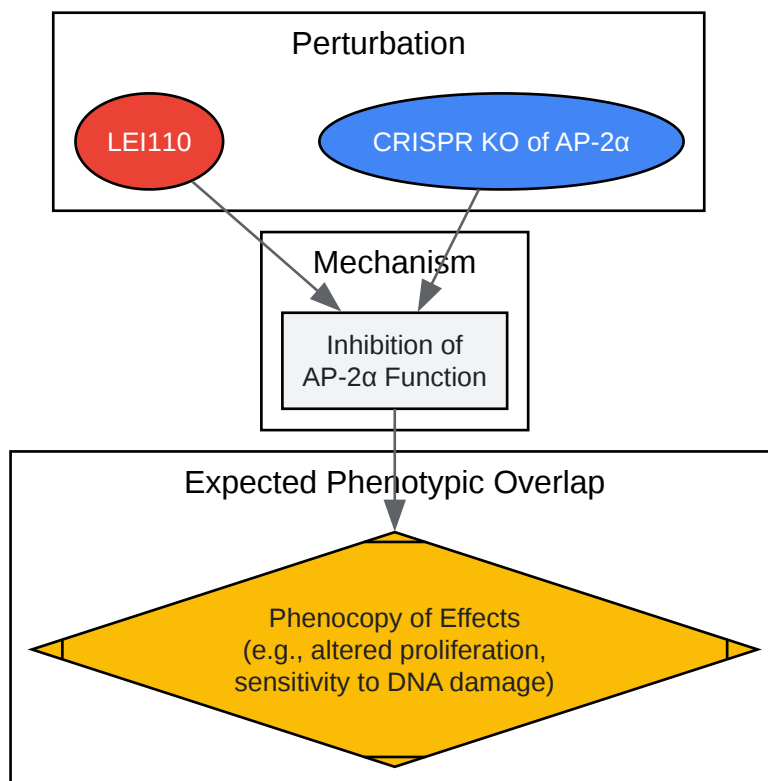 Perturbation
LEI110
CRISPR KO of AP-2α
Mechanism
Inhibition of
AP-2α Function
Expected Phenotypic Overlap
Phenocopy of Effects
(e.g., altered proliferation,
sensitivity to DNA damage)